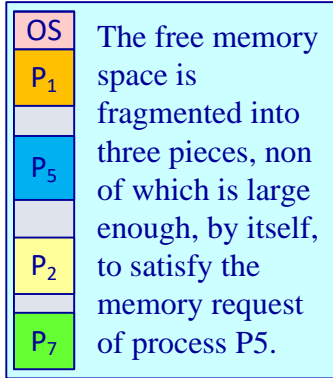 OS
P1
P5
P2
P7
The free memory
space is
fragmented into
three pieces, non
of which is large
enough, by itself,
to satisfy the
memory request
of process P5.